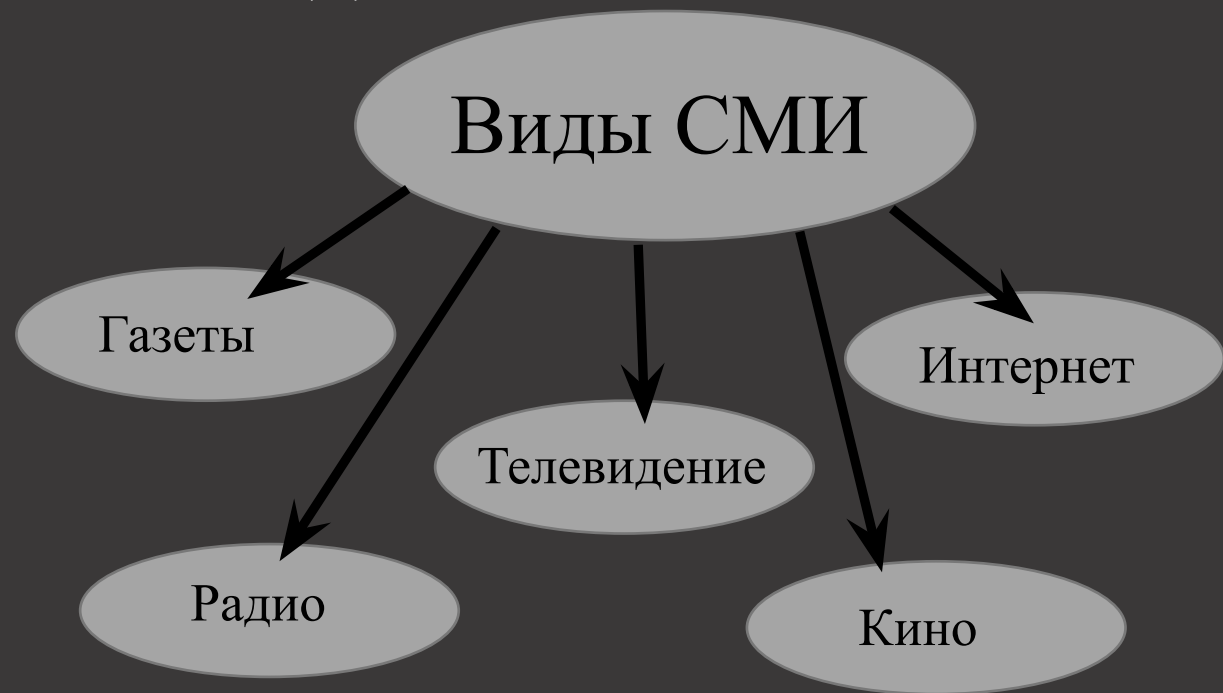 Виды СМИ
Газеты
Интернет
Телевидение
Радио
Кино